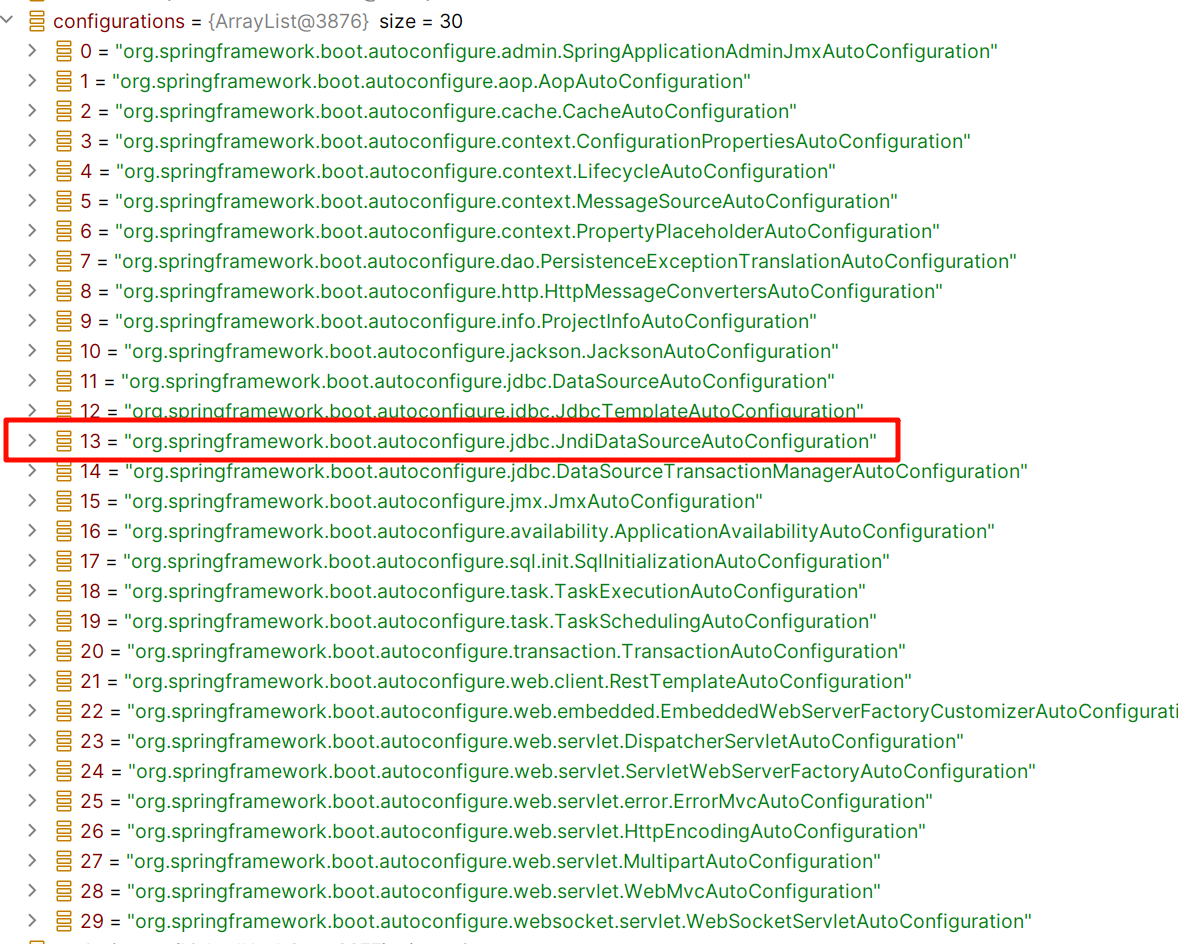 configurations = {ArrayList@3876} size = 30
0 = "org.springframework.boot.autoconfigure.admin.SpringApplicationAdminJmxAutoConfiguration"
1 = "org.springframework.boot.autoconfigure.aop.AopAutoConfiguration"
2 = "org.springframework.boot.autoconfigure.cache.CacheAutoConfiguration"
3 = "org.springframework.boot.autoconfigure.context.ConfigurationPropertiesAutoConfiguration"
4 = "org.springframework.boot.autoconfigure.context.LifecycleAutoConfiguration"
5 = "org.springframework.boot.autoconfigure.context.MessageSourceAutoConfiguration"
6 = "org.springframework.boot.autoconfigure.context.PropertyPlaceholderAutoConfiguration"
7 = "org.springframework.boot.autoconfigure.dao.PersistenceExceptionTranslationAutoConfiguration"
8 = "org.springframework.boot.autoconfigure.http.HttpMessageConvertersAutoConfiguration"
9 = "org.springframework.boot.autoconfigure.info.ProjectInfoAutoConfiguration"
10 = "org.springframework.boot.autoconfigure.jackson.JacksonAutoConfiguration"
11 = "org.springframework.boot.autoconfigure.jdbc.DataSourceAutoConfiguration"
12 = "org.springframework.boot.autoconfigure.jdbc.JdbcTemplateAutoConfiguration"
13 = "org.springframework.boot.autoconfigure.jdbc.JndiDataSourceAutoConfiguration"
14 = "org.springframework.boot.autoconfigure.jdbc.DataSourceTransactionManagerAutoConfiguration"
15 = "org.springframework.boot.autoconfigure.jmx.JmxAutoConfiguration"
16 = "org.springframework.boot.autoconfigure.availability.ApplicationAvailabilityAutoConfiguration"
17 = "org.springframework.boot.autoconfigure.sql.init.SqlInitializationAutoConfiguration"
18 = "org.springframework.boot.autoconfigure.task.TaskExecutionAutoConfiguration"
19 = "org.springframework.boot.autoconfigure.task.TaskSchedulingAutoConfiguration"
20 = "org.springframework.boot.autoconfigure.transaction.TransactionAutoConfiguration"
21 = "org.springframework.boot.autoconfigure.web.client.RestTemplateAutoConfiguration"
22 = "org.springframework.boot.autoconfigure.web.embedded.EmbeddedWebServerFactoryCustomizerAutoConfigurati
23 = "org.springframework.boot.autoconfigure.web.servlet.DispatcherServletAutoConfiguration"
24 = "org.springframework.boot.autoconfigure.web.servlet.ServletWebServerFactoryAutoConfiguration"
25 = "org.springframework.boot.autoconfigure.web.servlet.error.ErrorMvcAutoConfiguration"
26 = "org.springframework.boot.autoconfigure.web.servlet.HttpEncodingAutoConfiguration"
27 = "org.springframework.boot.autoconfigure.web.servlet.MultipartAutoConfiguration"
28 = "org.springframework.boot.autoconfigure.web.servlet.WebMvcAutoConfiguration"
29 = "org.springframework.boot.autoconfigure.websocket.servlet.WebSocketServletAutoConfiguration"